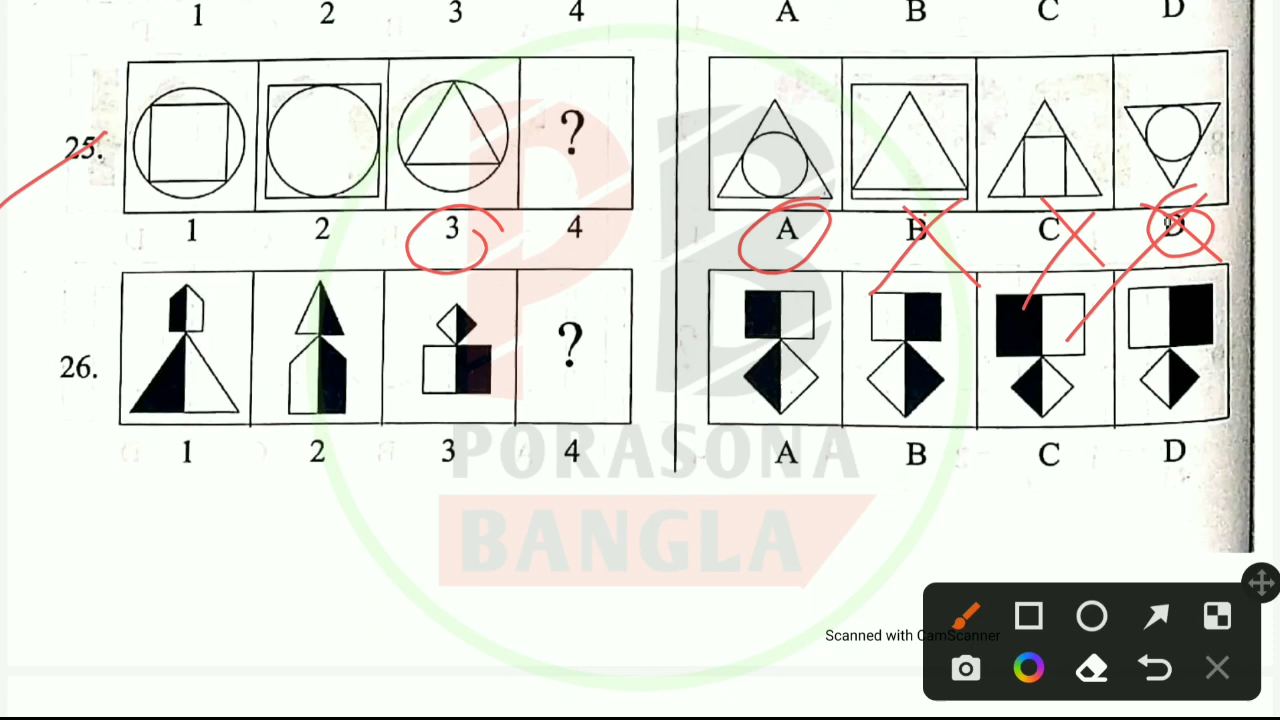 1 2 3 4 A B C D
25. ?
1 2 3 4 A B C D
26. ?
1 2 3 4 A B C D
PB
PORASONA
BANGLA
Scanned with CamScanner